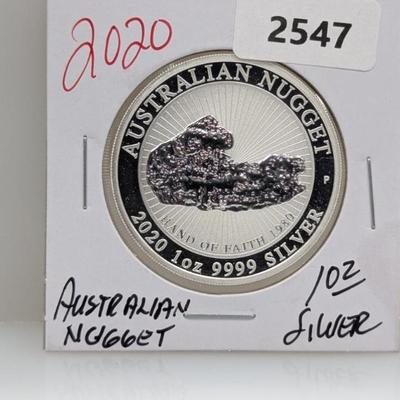 2020
2547
AUSTRALIAN NUGGET
P
HAND OF FAITH 1980
2020 1oz 9999 SILVER
AUSTRALIAN
NUGGET
1oz
SILVER